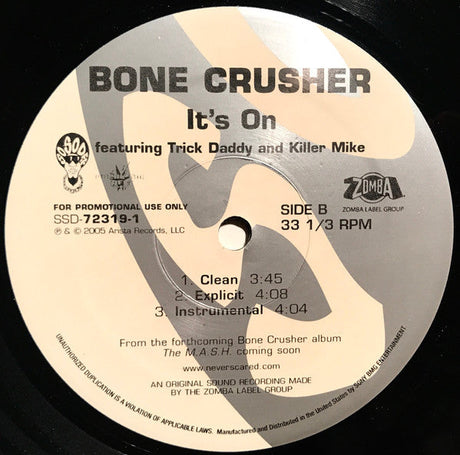 BONE CRUSHER
It's On
featuring Trick Daddy and Killer Mike
SO SO DEF
ZOMBA
ZOMBA LABEL GROUP
FOR PROMOTIONAL USE ONLY
SSD-72319-1
℗ & © 2005 Arista Records, LLC
SIDE B
33 1/3 RPM
1. Clean 3:45
2. Explicit 4:08
3. Instrumental 4:04
From the forthcoming Bone Crusher album
The M.A.S.H. coming soon
www.neverscared.com
AN ORIGINAL SOUND RECORDING MADE
BY THE ZOMBA LABEL GROUP
UNAUTHORIZED DUPLICATION IS A VIOLATION OF APPLICABLE LAWS. Manufactured and Distributed in the United States by SONY BMG ENTERTAINMENT